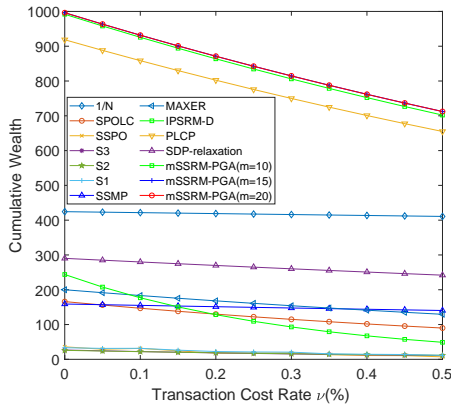 1000
900
800
700
600
500
400
300
200
100
0
Cumulative Wealth
1/N
SPOLC
SSPO
S3
S2
S1
SSMP
MAXER
IPSRM-D
PLCP
SDP-relaxation
mSSRM-PGA(m=10)
mSSRM-PGA(m=15)
mSSRM-PGA(m=20)
0 0.1 0.2 0.3 0.4 0.5
Transaction Cost Rate ν(%)